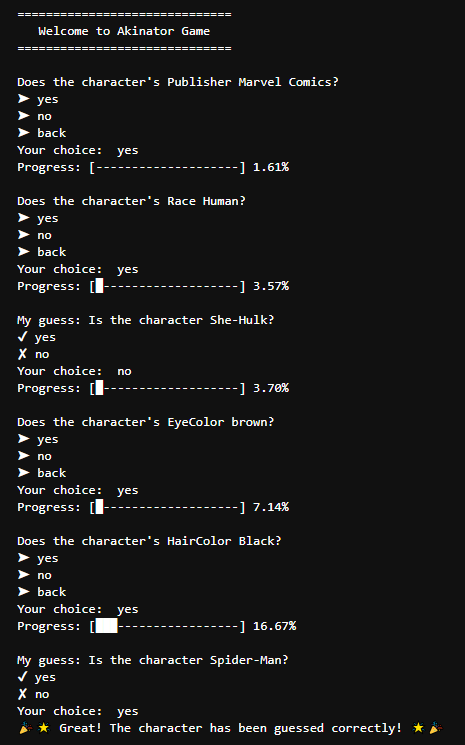 ==============================
Welcome to Akinator Game
==============================
Does the character's Publisher Marvel Comics?
➤ yes
➤ no
➤ back
Your choice:  yes
Progress: [--------------------] 1.61%
Does the character's Race Human?
➤ yes
➤ no
➤ back
Your choice:  yes
Progress: [█-------------------] 3.57%
My guess: Is the character She-Hulk?
✓ yes
✗ no
Your choice:  no
Progress: [█-------------------] 3.70%
Does the character's EyeColor brown?
➤ yes
➤ no
➤ back
Your choice:  yes
Progress: [█-------------------] 7.14%
Does the character's HairColor Black?
➤ yes
➤ no
➤ back
Your choice:  yes
Progress: [███-----------------] 16.67%
My guess: Is the character Spider-Man?
✓ yes
✗ no
Your choice:  yes
🎉 ⭐ Great! The character has been guessed correctly! ⭐ 🎉